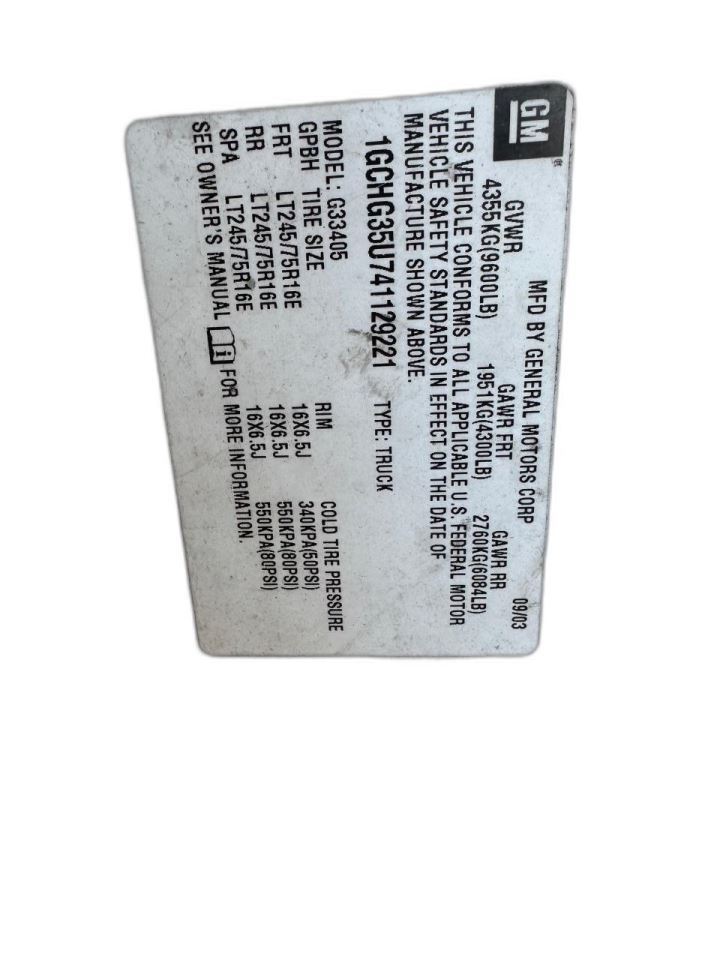 GM
MFD BY GENERAL MOTORS CORP 09/03
GVWR GAWR FRT GAWR RR
4355KG(9600LB) 1951KG(4300LB) 2760KG(6084LB)
THIS VEHICLE CONFORMS TO ALL APPLICABLE U.S. FEDERAL MOTOR
VEHICLE SAFETY STANDARDS IN EFFECT ON THE DATE OF
MANUFACTURE SHOWN ABOVE.
1GCHG35U741129221 TYPE: TRUCK
MODEL: G33405
GPBH TIRE SIZE RIM COLD TIRE PRESSURE
FRT LT245/75R16E 16X6.5J 340KPA(50PSI)
RR LT245/75R16E 16X6.5J 550KPA(80PSI)
SPA LT245/75R16E 16X6.5J 550KPA(80PSI)
SEE OWNER'S MANUAL FOR MORE INFORMATION.